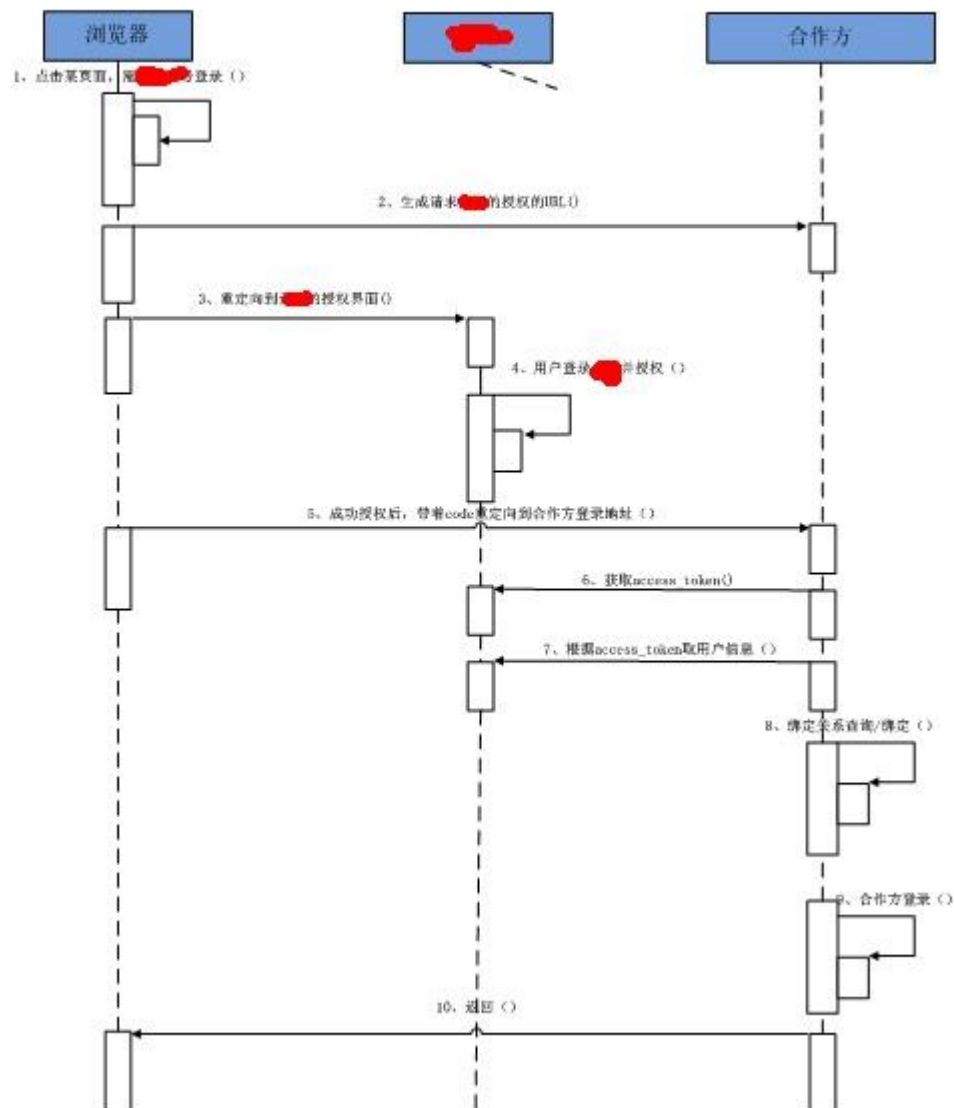 浏览器
合作方
1、点击某页面,登录()
2、生成请求的授权的URL()
3、重定向到的授权界面()
4、用户登录并授权()
5、成功授权后,带着code重定向到合作方登录地址()
6、获取access_token()
7、根据access_token取用户信息()
8、绑定关系查询/绑定()
9、合作方登录()
10、返回()